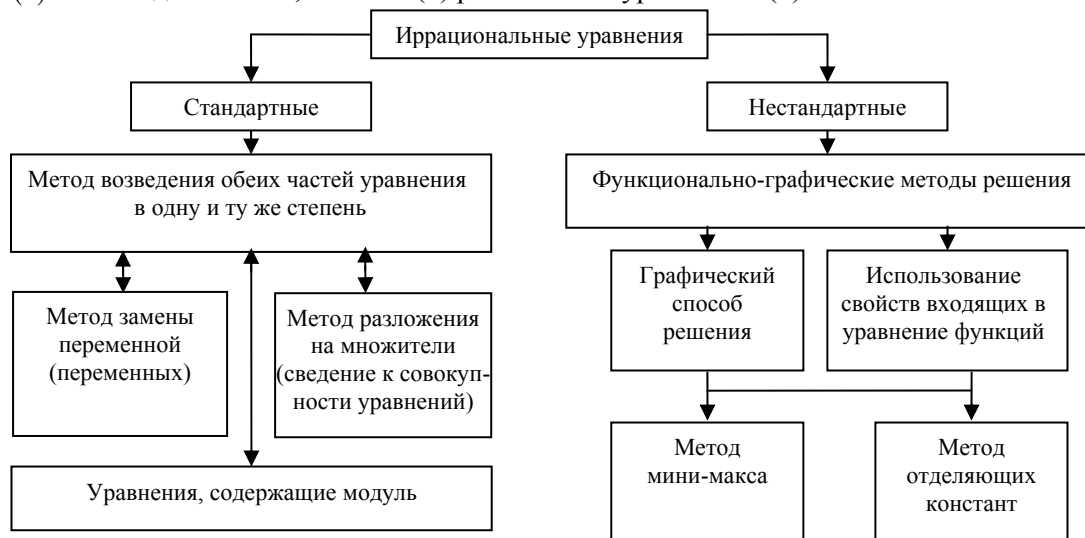 Иррациональные уравнения
Стандартные
Нестандартные
Метод возведения обеих частей уравнения
в одну и ту же степень
Функционально-графические методы решения
Метод замены
переменной
(переменных)
Метод разложения
на множители
(сведение к совокуп-
ности уравнений)
Графический
способ
решения
Использование
свойств входящих в
уравнение функций
Уравнения, содержащие модуль
Метод
мини-макса
Метод
отделяющих
констант